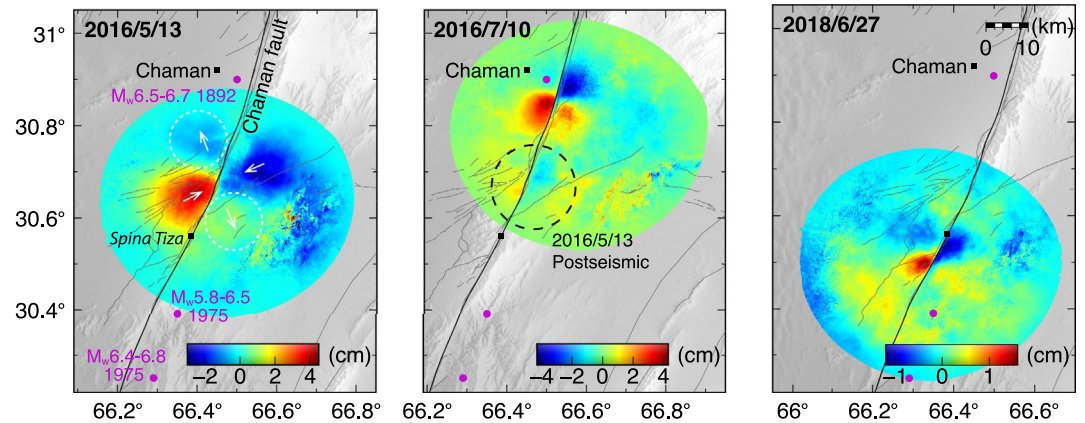 2016/5/13
Chaman
Chaman fault
Mw6.5-6.7 1892
Spina Tiza
Mw5.8-6.5
1975
Mw6.4-6.8
1975
−2 0 2 4 (cm)
31°
30.8°
30.6°
30.4°
66.2° 66.4° 66.6° 66.8°
2016/7/10
Chaman
2016/5/13
Postseismic
−4 −2 0 2 4 (cm)
66.2° 66.4° 66.6° 66.8°
2018/6/27
(km)
0 10
Chaman
−1 0 1 (cm)
66° 66.2° 66.4° 66.6°